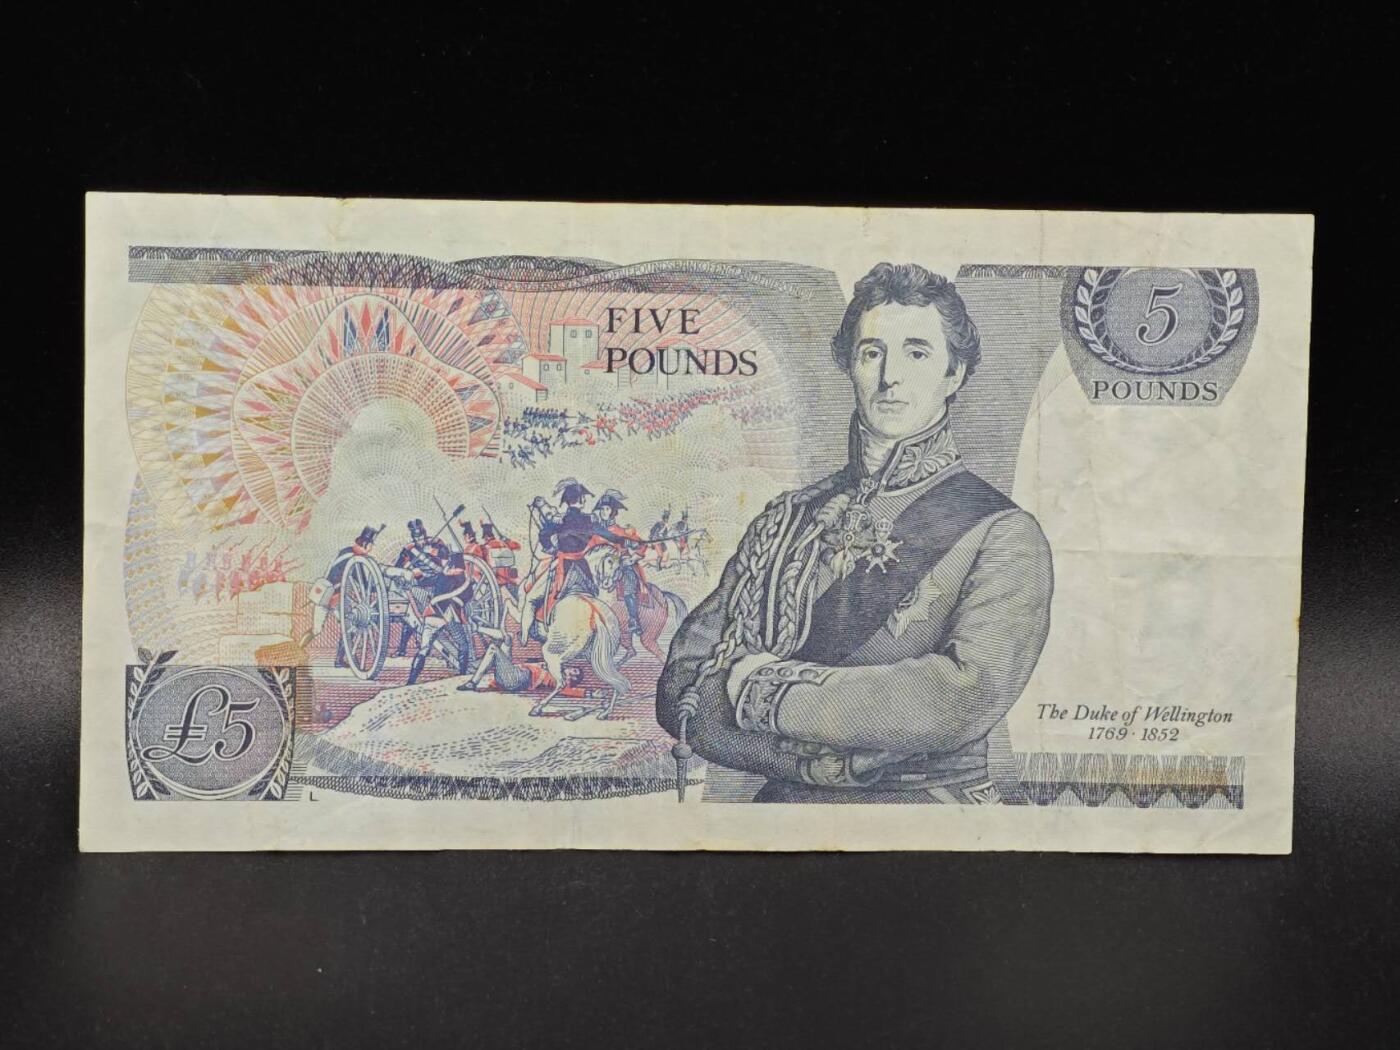 FIVE
POUNDS
5
POUNDS
The Duke of Wellington
1769 · 1852
£5
L